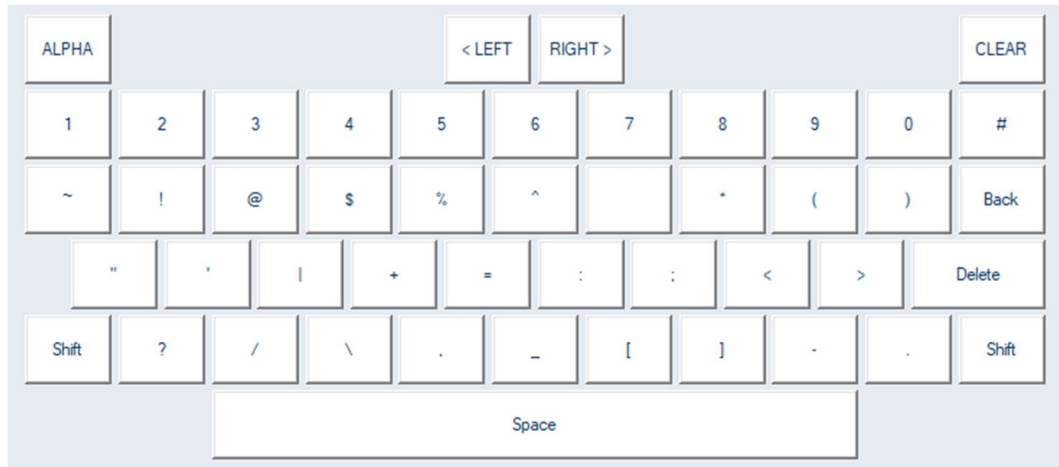 ALPHA < LEFT RIGHT > CLEAR
1 2 3 4 5 6 7 8 9 0 #
~ ! @ $ % ^ * ( ) Back
" ' | + = : ; < > Delete
Shift ? / \ , _ [ ] - . Shift
Space